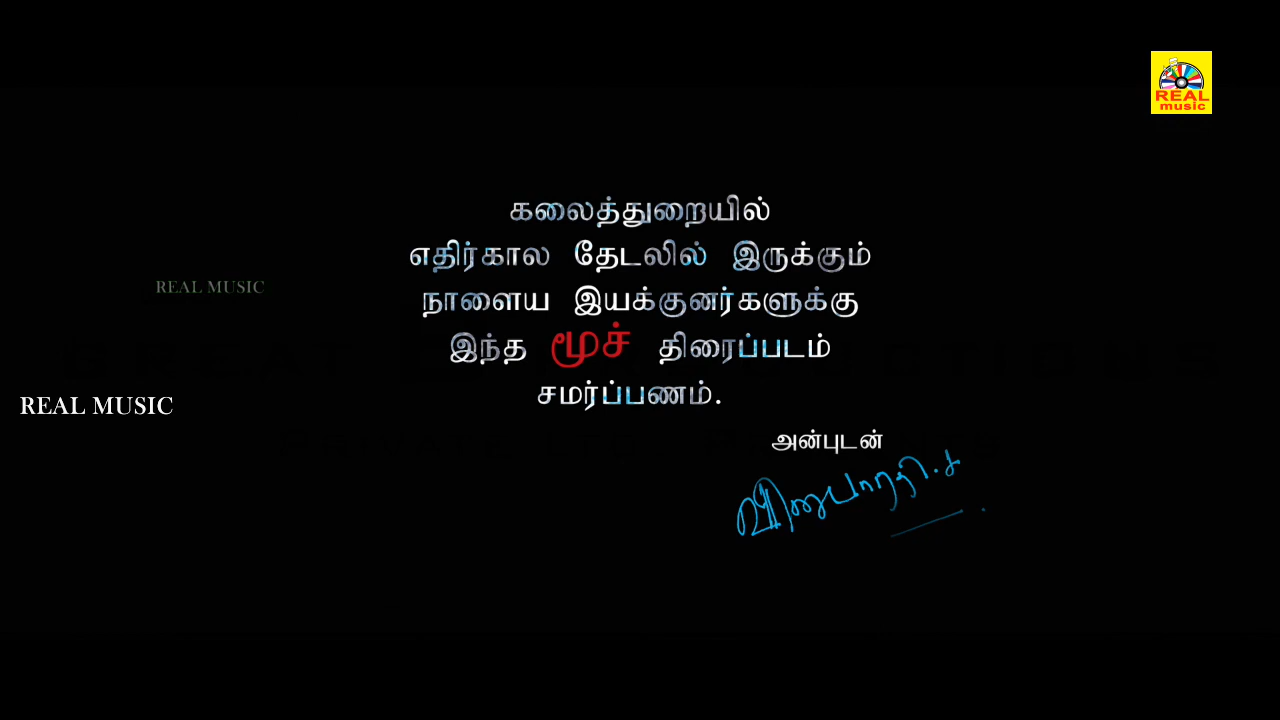 REAL
music
கலைத்துறையில்
எதிர்கால தேடலில் இருக்கும்
நாளைய இயக்குனர்களுக்கு
இந்த மூச் திரைப்படம்
சமர்ப்பணம்.
REAL MUSIC
REAL MUSIC
அன்புடன்